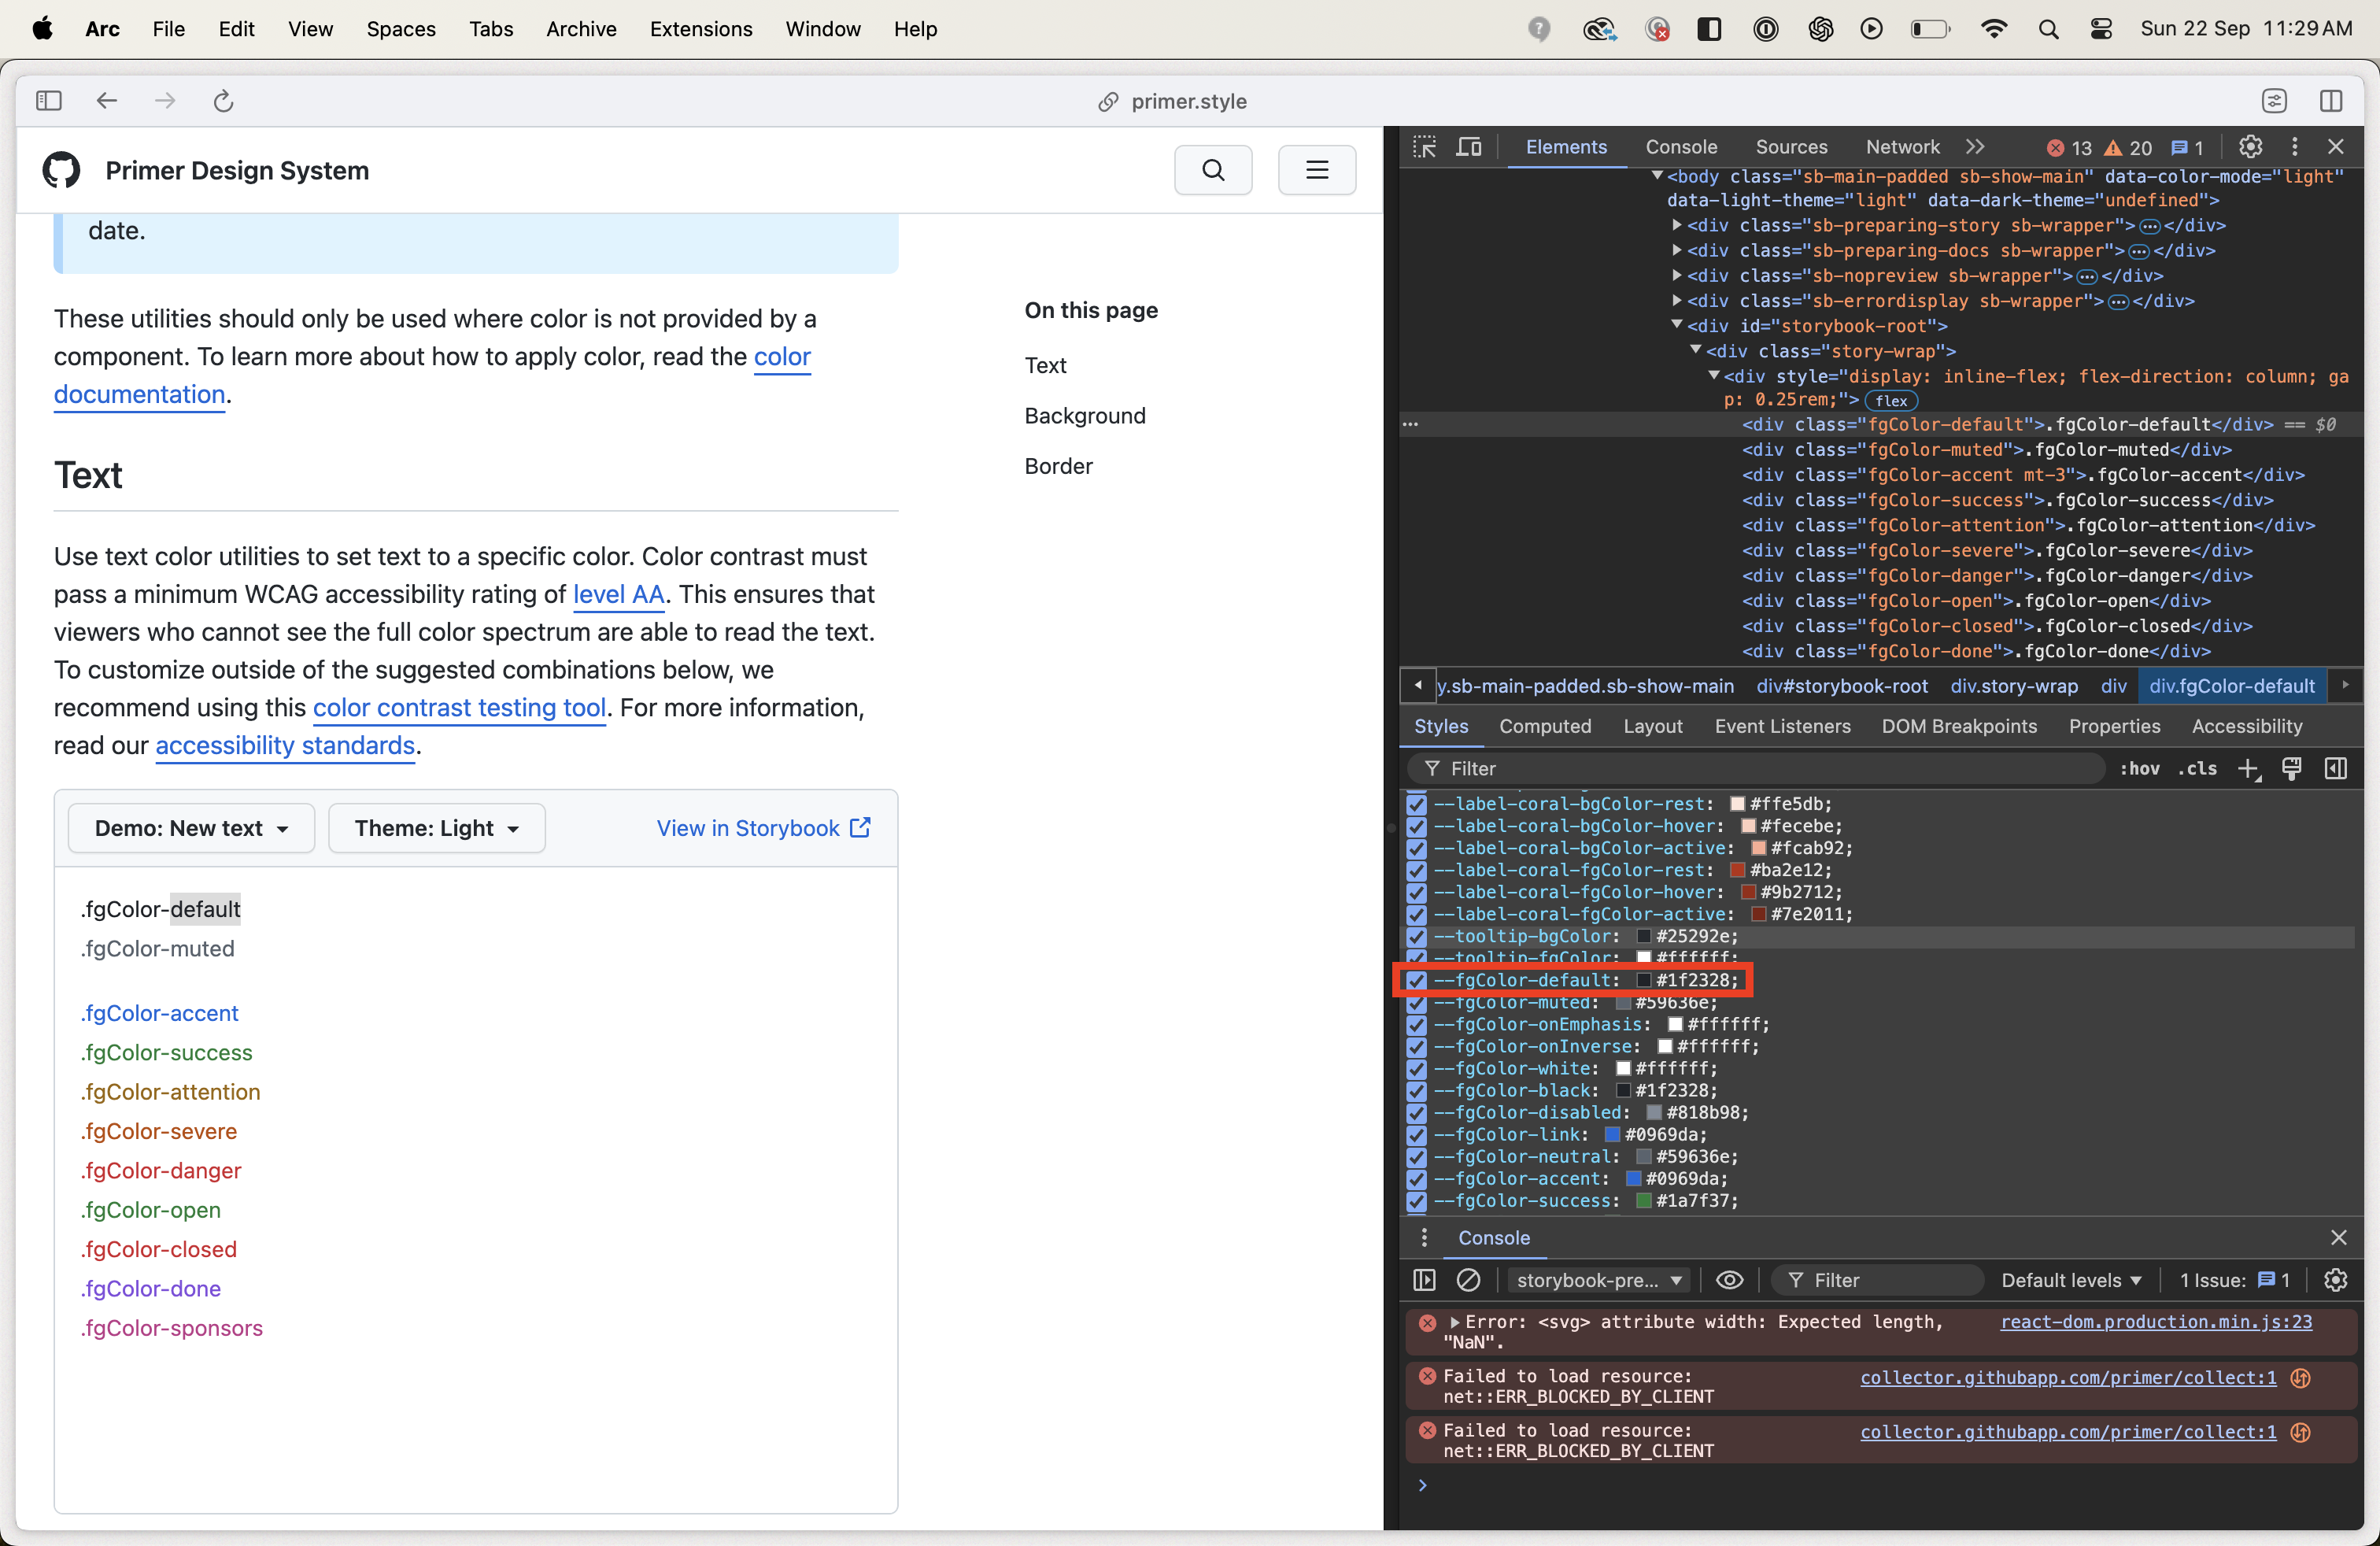 Arc File Edit View Spaces Tabs Archive Extensions Window Help Sun 22 Sep 11:29 AM
primer.style
Primer Design System
date.
These utilities should only be used where color is not provided by a
component. To learn more about how to apply color, read the color
documentation.
Text
Use text color utilities to set text to a specific color. Color contrast must
pass a minimum WCAG accessibility rating of level AA. This ensures that
viewers who cannot see the full color spectrum are able to read the text.
To customize outside of the suggested combinations below, we
recommend using this color contrast testing tool. For more information,
read our accessibility standards.
Demo: New text Theme: Light View in Storybook
.fgColor-default
.fgColor-muted
.fgColor-accent
.fgColor-success
.fgColor-attention
.fgColor-severe
.fgColor-danger
.fgColor-open
.fgColor-closed
.fgColor-done
.fgColor-sponsors
On this page
Text
Background
Border
Elements Console Sources Network 13 20 1
<body class="sb-main-padded sb-show-main" data-color-mode="light"
data-light-theme="light" data-dark-theme="undefined">
<div class="sb-preparing-story sb-wrapper">…</div>
<div class="sb-preparing-docs sb-wrapper">…</div>
<div class="sb-nopreview sb-wrapper">…</div>
<div class="sb-errordisplay sb-wrapper">…</div>
<div id="storybook-root">
<div class="story-wrap">
<div style="display: inline-flex; flex-direction: column; ga
p: 0.25rem;"> flex
<div class="fgColor-default">.fgColor-default</div> == $0
<div class="fgColor-muted">.fgColor-muted</div>
<div class="fgColor-accent mt-3">.fgColor-accent</div>
<div class="fgColor-success">.fgColor-success</div>
<div class="fgColor-attention">.fgColor-attention</div>
<div class="fgColor-severe">.fgColor-severe</div>
<div class="fgColor-danger">.fgColor-danger</div>
<div class="fgColor-open">.fgColor-open</div>
<div class="fgColor-closed">.fgColor-closed</div>
<div class="fgColor-done">.fgColor-done</div>
y.sb-main-padded.sb-show-main div#storybook-root div.story-wrap div div.fgColor-default
Styles Computed Layout Event Listeners DOM Breakpoints Properties Accessibility
Filter :hov .cls
--label-coral-bgColor-rest: #ffe5db;
--label-coral-bgColor-hover: #fecebe;
--label-coral-bgColor-active: #fcab92;
--label-coral-fgColor-rest: #ba2e12;
--label-coral-fgColor-hover: #9b2712;
--label-coral-fgColor-active: #7e2011;
--tooltip-bgColor: #25292e;
--tooltip-fgColor: #ffffff;
--fgColor-default: #1f2328;
--fgColor-muted: #59636e;
--fgColor-onEmphasis: #ffffff;
--fgColor-onInverse: #ffffff;
--fgColor-white: #ffffff;
--fgColor-black: #1f2328;
--fgColor-disabled: #818b98;
--fgColor-link: #0969da;
--fgColor-neutral: #59636e;
--fgColor-accent: #0969da;
--fgColor-success: #1a7f37;
Console
storybook-pre... Filter Default levels 1 Issue: 1
Error: <svg> attribute width: Expected length, react-dom.production.min.js:23
"NaN".
Failed to load resource: collector.githubapp.com/primer/collect:1
net::ERR_BLOCKED_BY_CLIENT
Failed to load resource: collector.githubapp.com/primer/collect:1
net::ERR_BLOCKED_BY_CLIENT